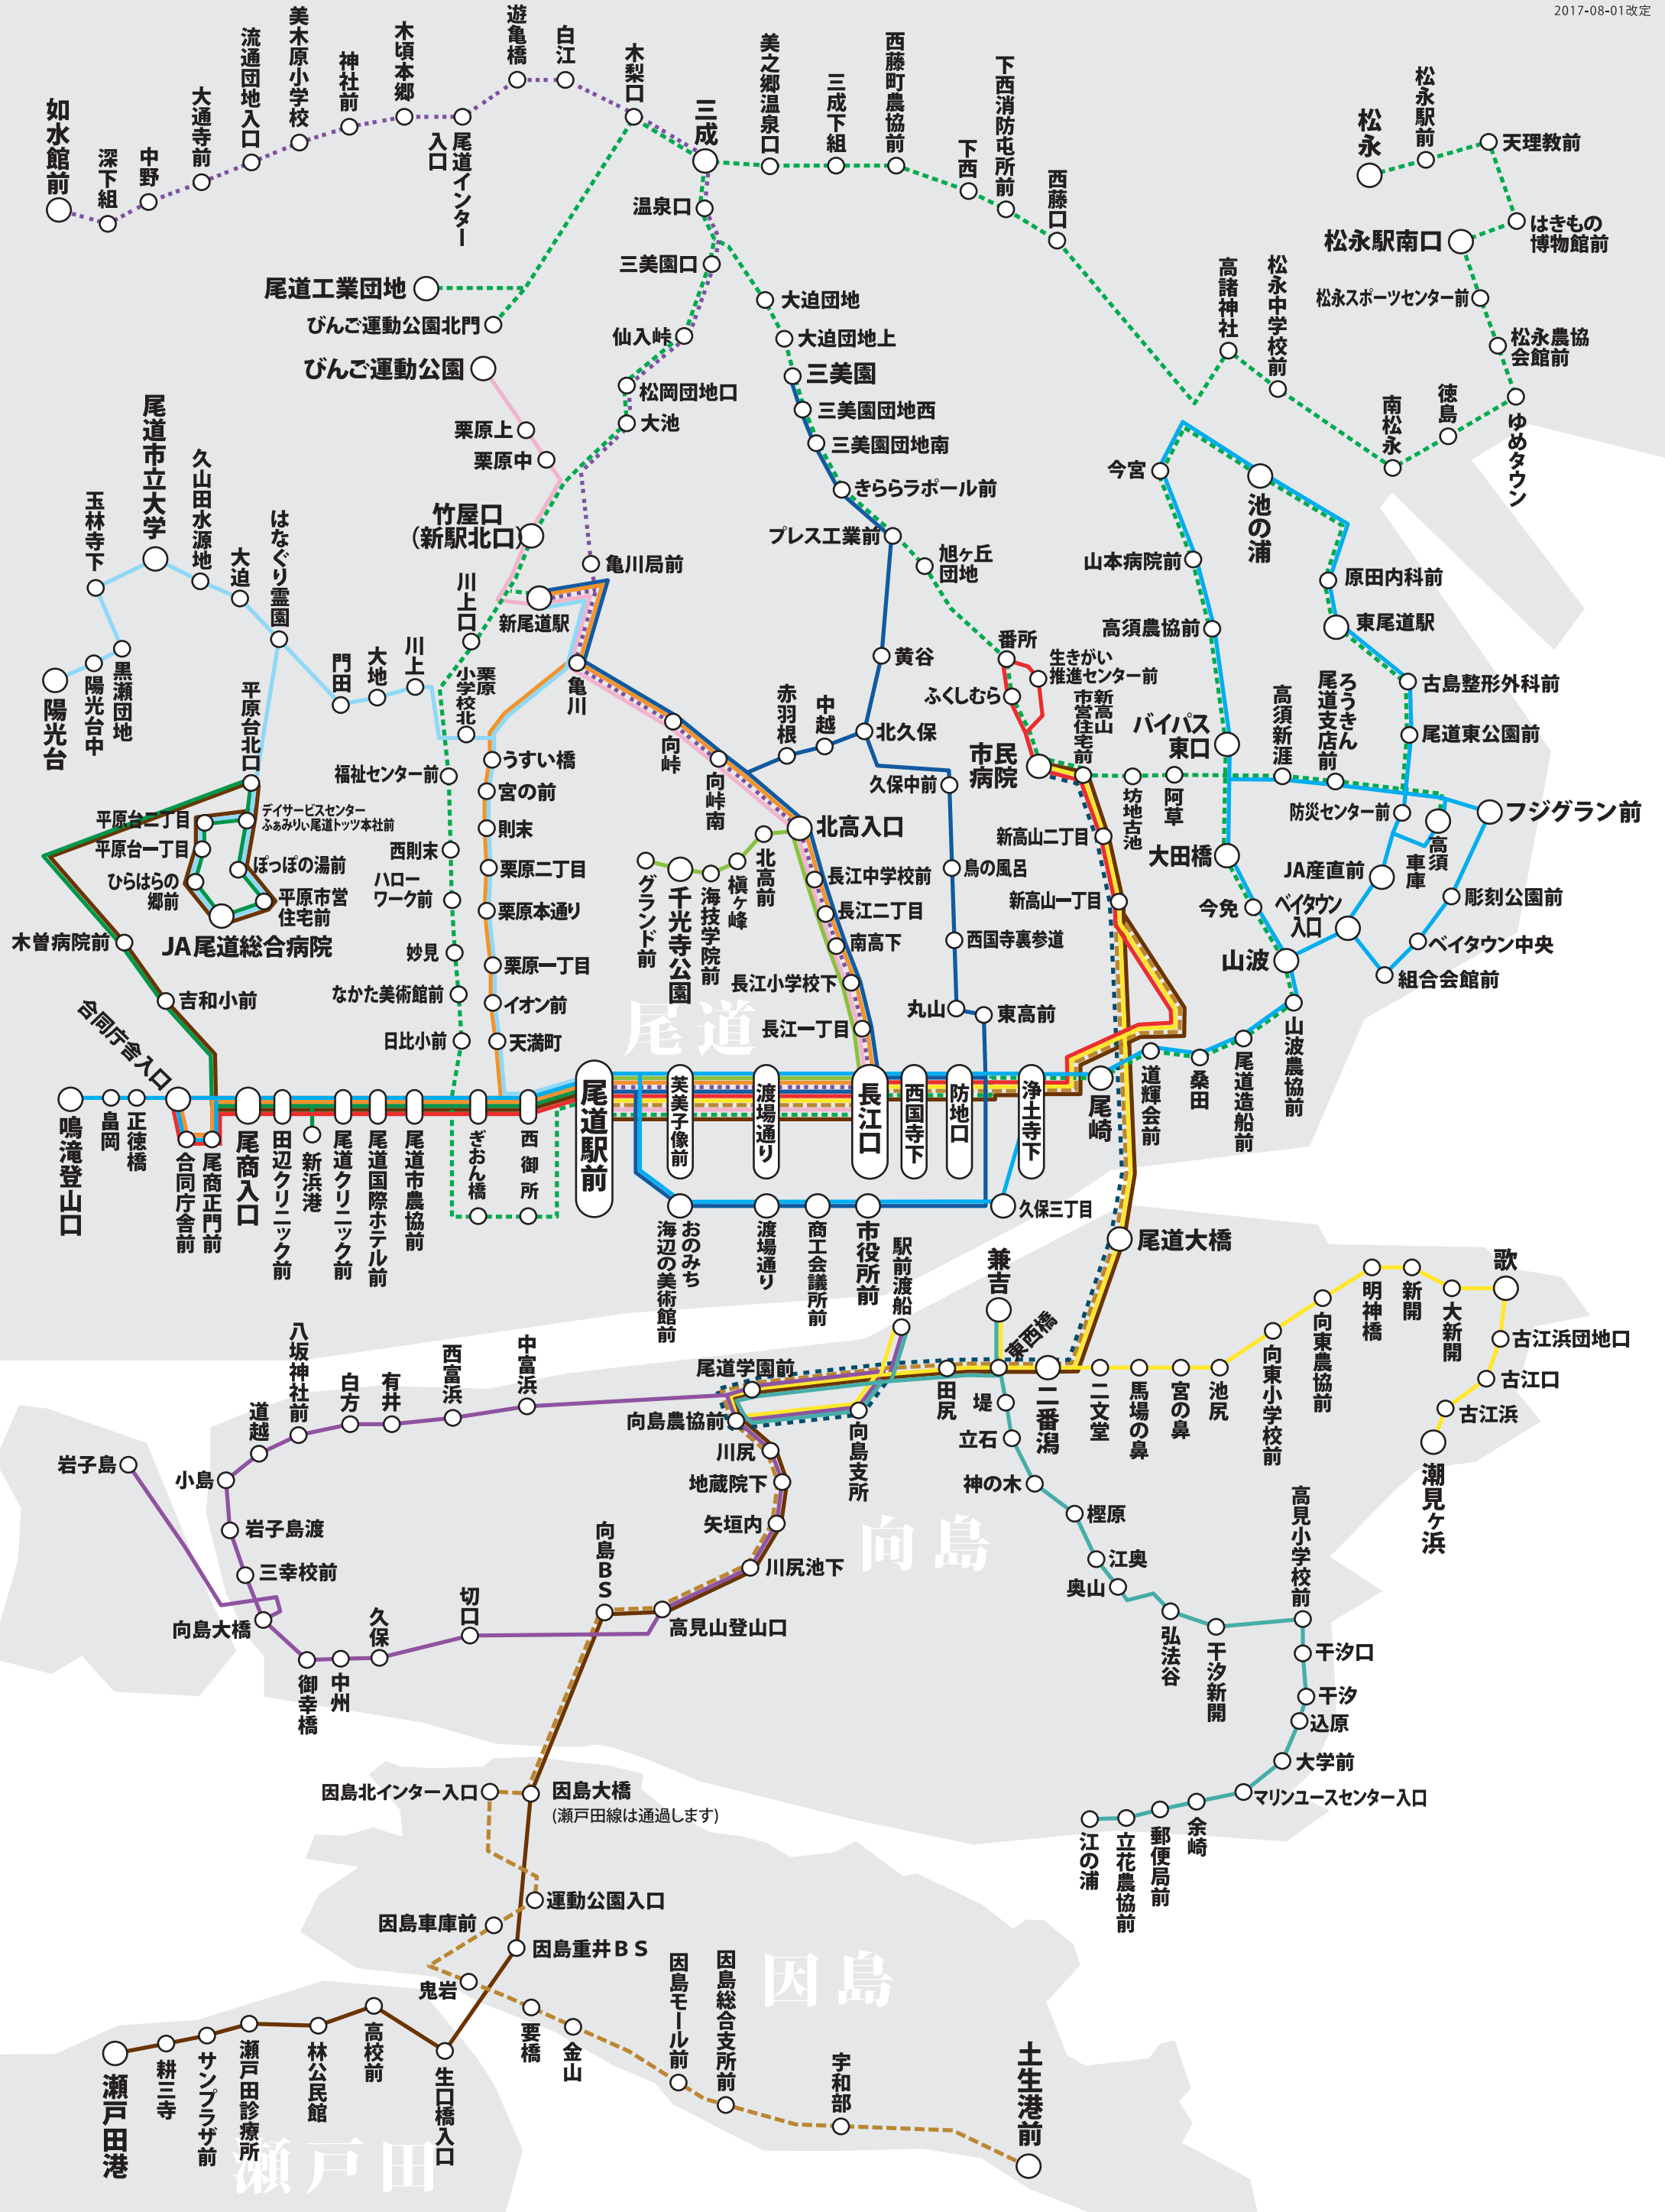 2017-08-01改定
如水館前
深下組
中野
大通寺前
流通団地入口
美木原小学校
神社前
木頃本郷
尾道インター
入口
遊亀橋
白江
木梨口
三成
美之郷温泉口
三成下組
西藤町農協前
下西
下西消防屯所前
西藤口
松永
松永駅前
天理教前
はきもの
博物館前
松永駅南口
松永スポーツセンター前
松永農協
会館前
ゆめタウン
徳島
南松永
松永中学校前
高諸神社
温泉口
三美園口
仙入峠
松岡団地口
大池
尾道工業団地
びんご運動公園北門
びんご運動公園
栗原上
栗原中
竹屋口
(新駅北口)
大迫団地
大迫団地上
三美園
三美園団地西
三美園団地南
きららラポール前
プレス工業前
旭ヶ丘
団地
亀川局前
新尾道駅
川上口
亀川
尾道市立大学
玉林寺下
久山田水源地
大迫
はなぐり霊園
陽光台
陽光台中
黒瀬団地
門田
大地
川上
栗原
小学校北
平原台北口
デイサービスセンター
ふぁみりぃ尾道トッツ本社前
平原台二丁目
平原台一丁目
ひらはらの
郷前
ぽっぽの湯前
平原市営
住宅前
JA尾道総合病院
木曽病院前
吉和小前
合同庁舎入口
うすい橋
宮の前
則末
栗原二丁目
栗原本通り
栗原一丁目
イオン前
天満町
福祉センター前
西則末
ハロー
ワーク前
妙見
なかた美術館前
日比小前
向峠
向峠南
赤羽根
中越
黄谷
北久保
久保中前
鳥の風呂
西国寺裏参道
丸山
東高前
北高入口
北高前
槇ヶ峰
海技学院前
千光寺公園
グランド前
長江中学校前
長江二丁目
南高下
長江小学校下
長江一丁目
番所
生きがい
推進センター前
ふくしむら
市民
病院
新高山
市営住宅前
坊地古池
阿草
新高山二丁目
新高山一丁目
今宮
池の浦
山本病院前
原田内科前
高須農協前
東尾道駅
古島整形外科前
尾道東公園前
バイパス
東口
高須新涯
ろうきん
尾道支店前
防災センター前
高須
車庫
フジグラン前
大田橋
JA産直前
彫刻公園前
今免
ベイタウン
入口
ベイタウン中央
組合会館前
山波
山波農協前
尾道造船前
桑田
道輝会前
尾崎
尾道
鳴滝登山口
畠岡
正徳橋
合同庁舎前
尾商正門前
尾商入口
田辺クリニック前
新浜港
尾道クリニック前
尾道国際ホテル前
尾道市農協前
ぎおん橋
西御所
尾道駅前
芙美子像前
渡場通り
長江口
西国寺下
防地口
浄土寺下
おのみち
海辺の美術館前
渡場通り
商工会議所前
市役所前
久保三丁目
駅前渡船
尾道大橋
兼吉
東西橋
田尻
二番潟
二文堂
馬場の鼻
宮の鼻
池尻
向東小学校前
向東農協前
明神橋
新開
大新開
歌
古江浜団地口
古江口
古江浜
潮見ヶ浜
堤
立石
神の木
樫原
江奥
奥山
弘法谷
干汐新開
高見小学校前
干汐口
干汐
込原
大学前
マリンユースセンター入口
余崎
郵便局前
立花農協前
江の浦
尾道学園前
向島農協前
向島支所
川尻
地蔵院下
矢垣内
川尻池下
高見山登山口
向島BS
向島
中富浜
西富浜
有井
白方
八坂神社前
道越
小島
岩子島
岩子島渡
三幸校前
向島大橋
御幸橋
中州
久保
切口
因島大橋
(瀬戸田線は通過します)
因島北インター入口
運動公園入口
因島車庫前
因島重井BS
鬼岩
要橋
金山
因島モール前
因島総合支所前
宇和部
土生港前
因島
生口橋入口
高校前
林公民館
瀬戸田診療所
サンプラザ前
耕三寺
瀬戸田港
瀬戸田